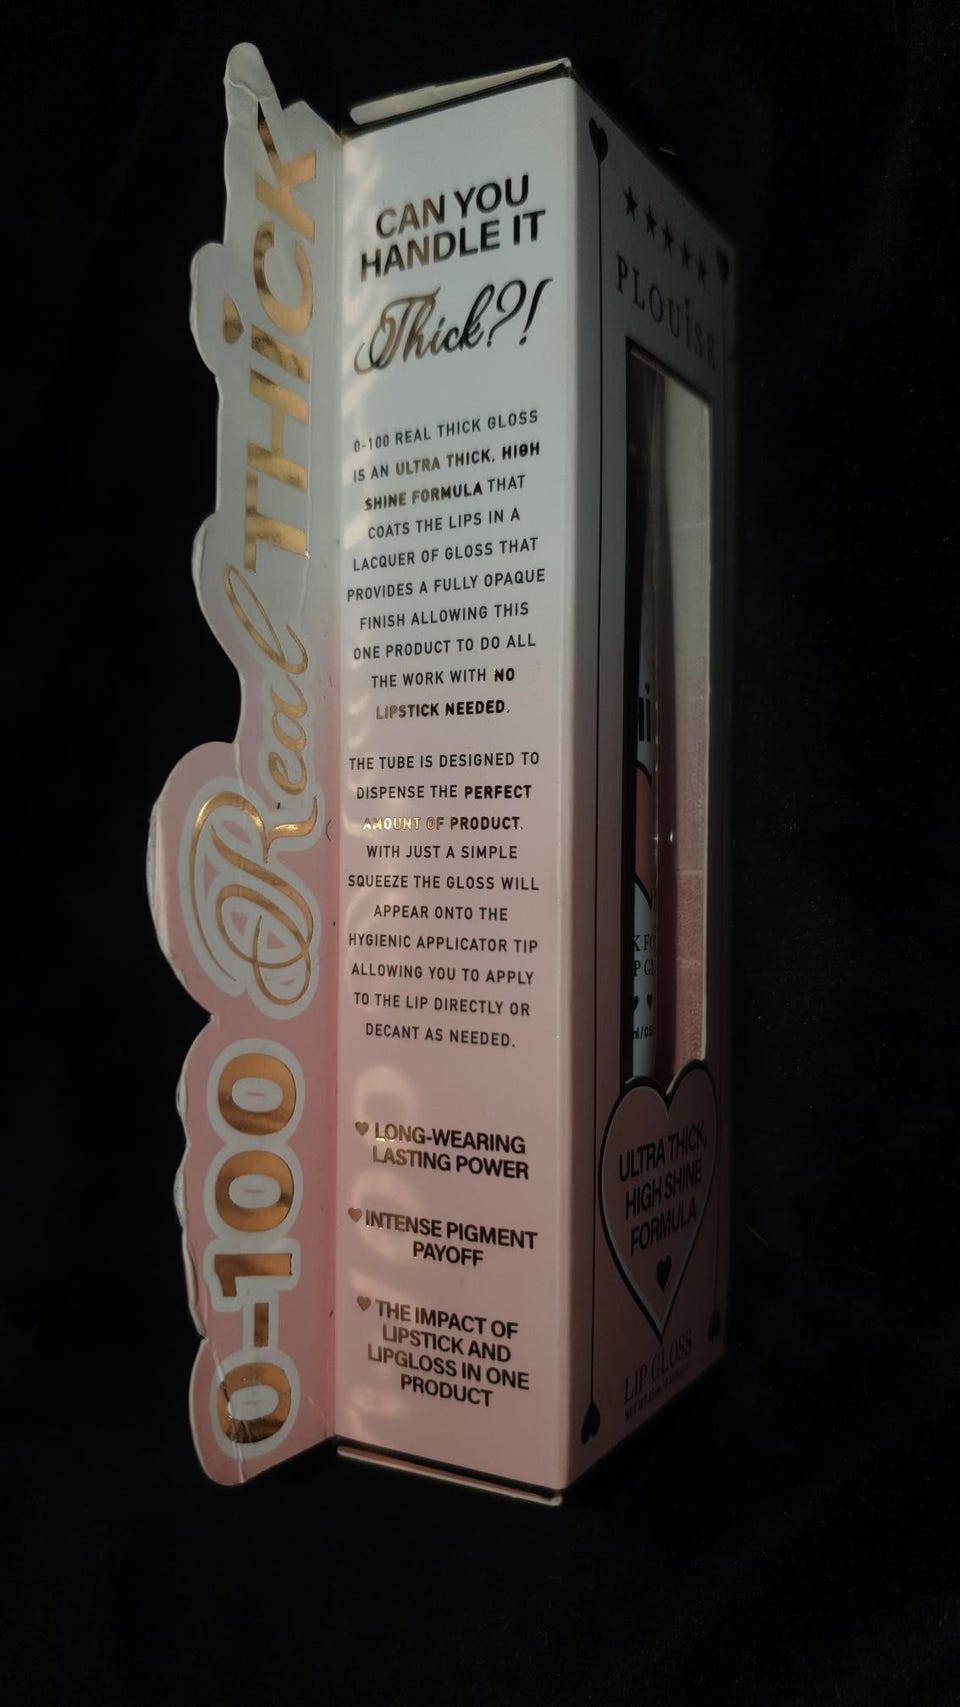 0-100 Real THiCK
CAN YOU
HANDLE IT
Thick?!
0-100 REAL THICK GLOSS
IS AN ULTRA THICK, HIGH
SHINE FORMULA THAT
COATS THE LIPS IN A
LACQUER OF GLOSS THAT
PROVIDES A FULLY OPAQUE
FINISH ALLOWING THIS
ONE PRODUCT TO DO ALL
THE WORK WITH NO
LIPSTICK NEEDED.
THE TUBE IS DESIGNED TO
DISPENSE THE PERFECT
AMOUNT OF PRODUCT.
WITH JUST A SIMPLE
SQUEEZE THE GLOSS WILL
APPEAR ONTO THE
HYGIENIC APPLICATOR TIP
ALLOWING YOU TO APPLY
TO THE LIP DIRECTLY OR
DECANT AS NEEDED.
LONG-WEARING
LASTING POWER
INTENSE PIGMENT
PAYOFF
THE IMPACT OF
LIPSTICK AND
LIPGLOSS IN ONE
PRODUCT
PLOUiSE
ULTRA THICK,
HIGH SHINE
FORMULA
LIP GLOSS